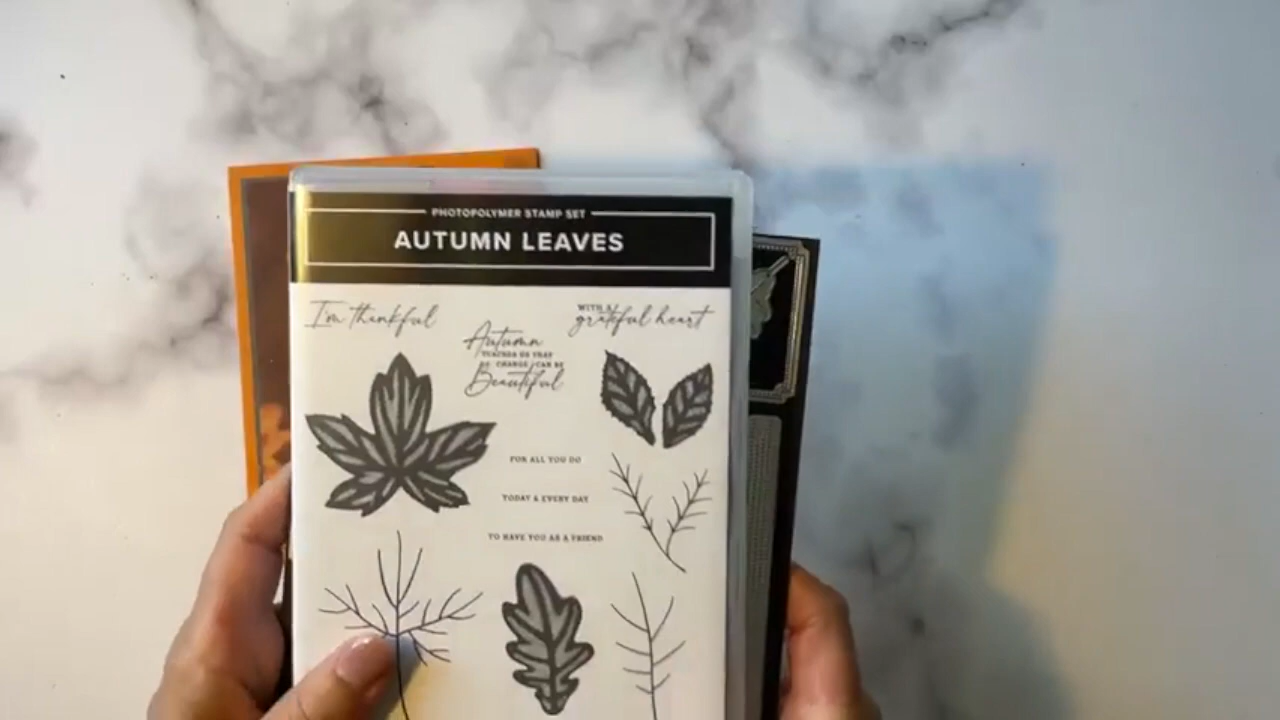 PHOTOPOLYMER STAMP SET
AUTUMN LEAVES
I'm thankful
WITH A
grateful heart
Autumn
TEACHES US THAT
CHANGE CAN BE
Beautiful
FOR ALL YOU DO
TODAY & EVERY DAY
TO HAVE YOU AS A FRIEND